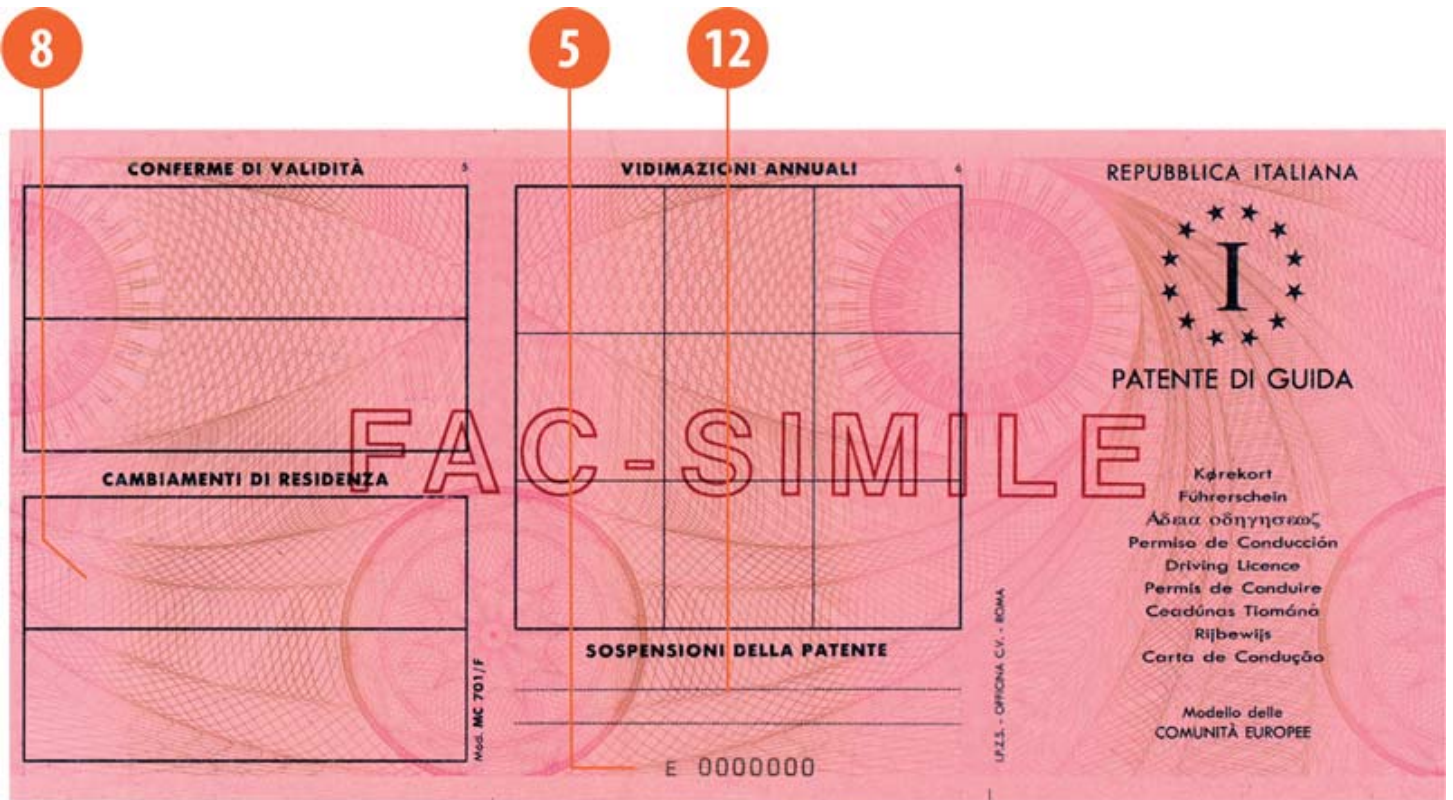 8
5
12
CONFERME DI VALIDITÀ
5
CAMBIAMENTI DI RESIDENZA
Mod. MC 701/F
VIDIMAZIONI ANNUALI
6
SOSPENSIONI DELLA PATENTE
E 0000000
I.P.Z.S. - OFFICINA C.V. - ROMA
REPUBBLICA ITALIANA
I
PATENTE DI GUIDA
FAC-SIMILE
Kørekort
Führerschein
Άδεια οδηγησεωζ
Permiso de Conducción
Driving Licence
Permis de Conduire
Ceadúnas Tiomána
Rijbewijs
Carta de Condução
Modello delle
COMUNITÀ EUROPEE